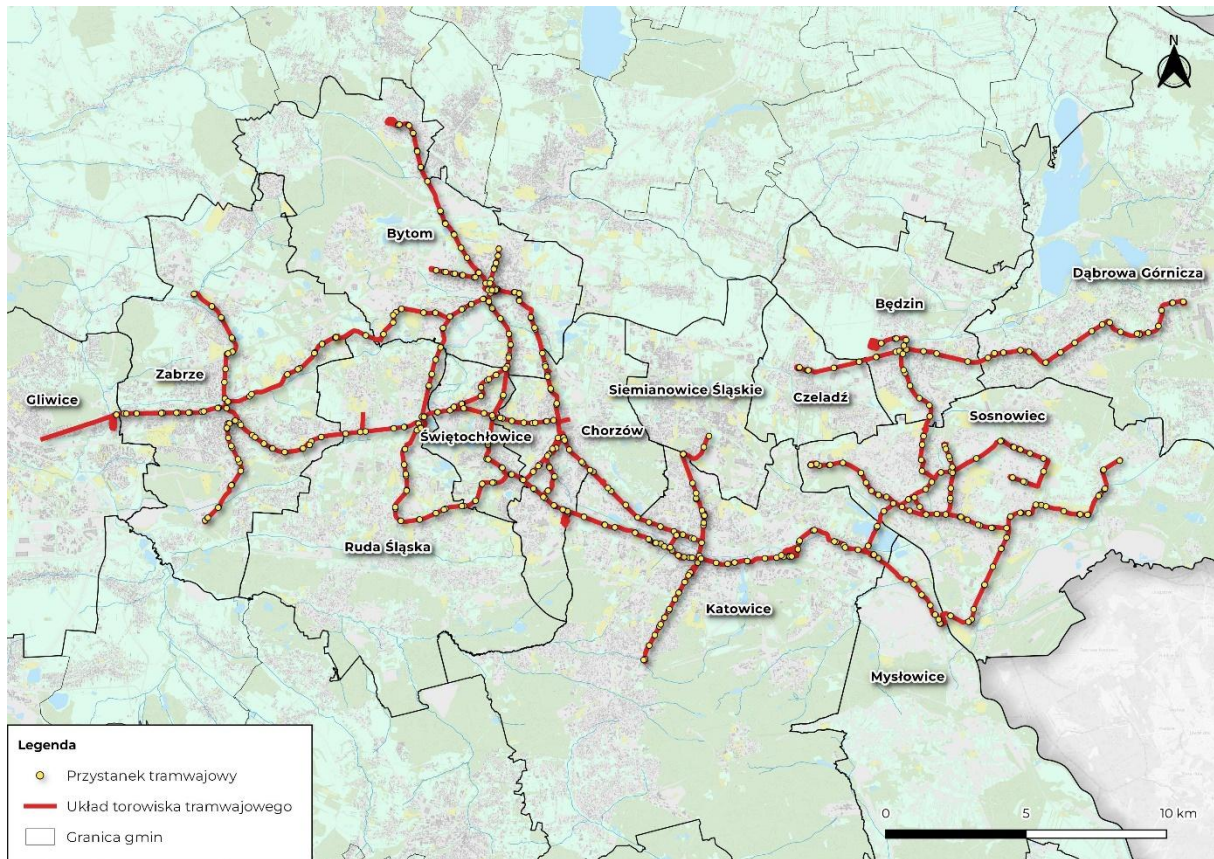 N
Bytom
Dąbrowa Górnicza
Będzin
Zabrze
Siemianowice Śląskie
Czeladź
Gliwice
Sosnowiec
Świętochłowice
Chorzów
Ruda Śląska
Katowice
Mysłowice
Legenda
Przystanek tramwajowy
Układ torowiska tramwajowego
Granica gmin
0 5 10 km